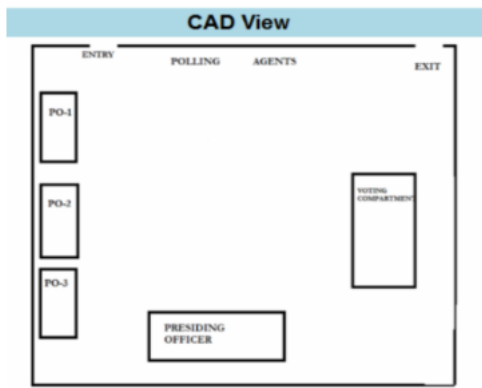 CAD View
ENTRY
POLLING AGENTS
EXIT
PO-1
PO-2
VOTING
COMPARTMENT
PO-3
PRESIDING
OFFICER